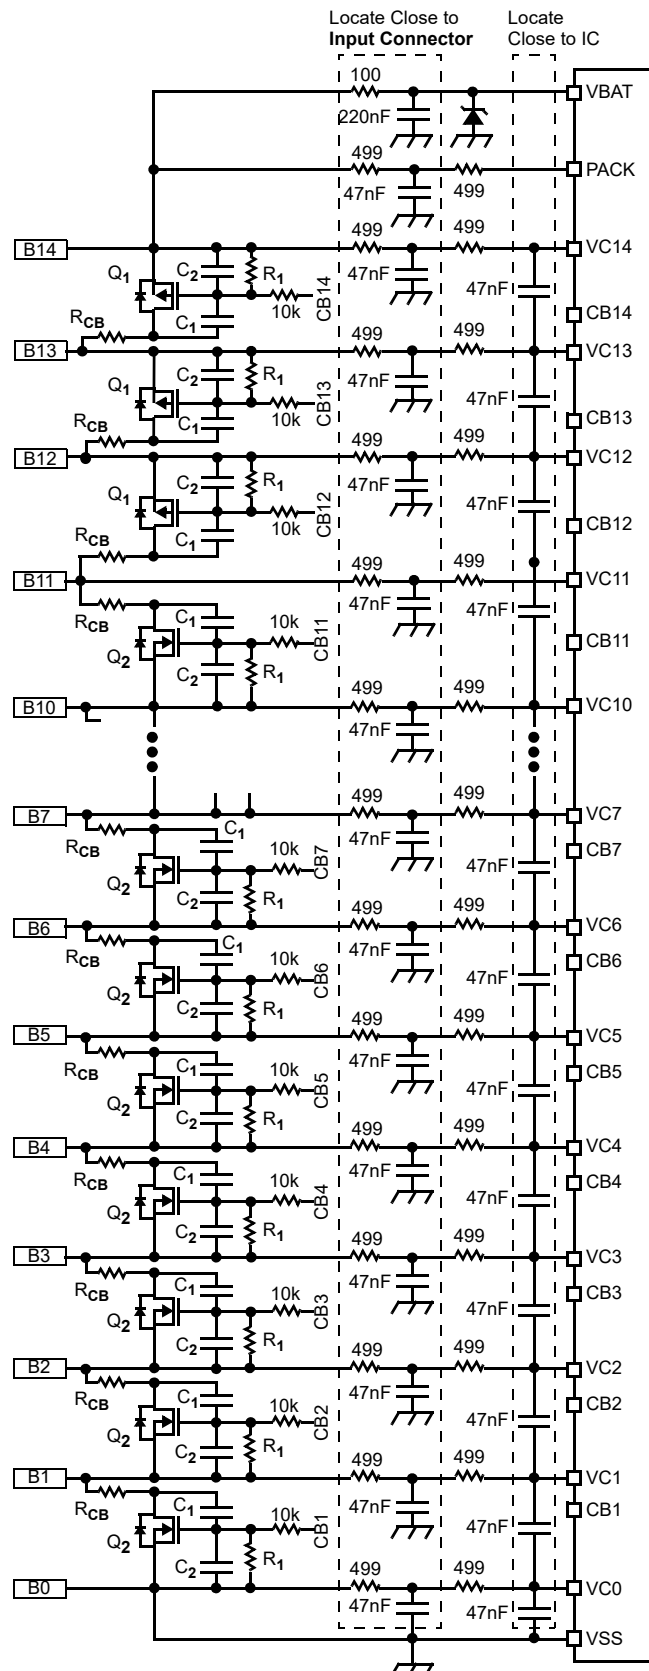 Locate Close to
Input Connector
Locate
Close to IC
100
VBAT
220nF
499
PACK
47nF
499
B14
499
499
VC14
Q1
C2
R1
CB14
47nF
47nF
CB14
RCB
C1
10k
B13
499
499
VC13
Q1
C2
R1
CB13
47nF
47nF
CB13
RCB
C1
10k
B12
499
499
VC12
Q1
C2
R1
CB12
47nF
47nF
CB12
RCB
C1
10k
B11
499
499
VC11
RCB
C1
10k
CB11
47nF
47nF
CB11
Q2
C2
R1
B10
499
499
VC10
47nF
B7
499
499
VC7
RCB
C1
10k
CB7
47nF
47nF
CB7
Q2
C2
R1
B6
499
499
VC6
RCB
C1
10k
CB6
47nF
47nF
CB6
Q2
C2
R1
B5
499
499
VC5
RCB
C1
10k
CB5
47nF
47nF
CB5
Q2
C2
R1
B4
499
499
VC4
RCB
C1
10k
CB4
47nF
47nF
CB4
Q2
C2
R1
B3
499
499
VC3
RCB
C1
10k
CB3
47nF
47nF
CB3
Q2
C2
R1
B2
499
499
VC2
RCB
C1
10k
CB2
47nF
47nF
CB2
Q2
C2
R1
B1
499
499
VC1
RCB
C1
10k
CB1
47nF
47nF
CB1
Q2
C2
R1
B0
499
499
VC0
47nF
47nF
VSS